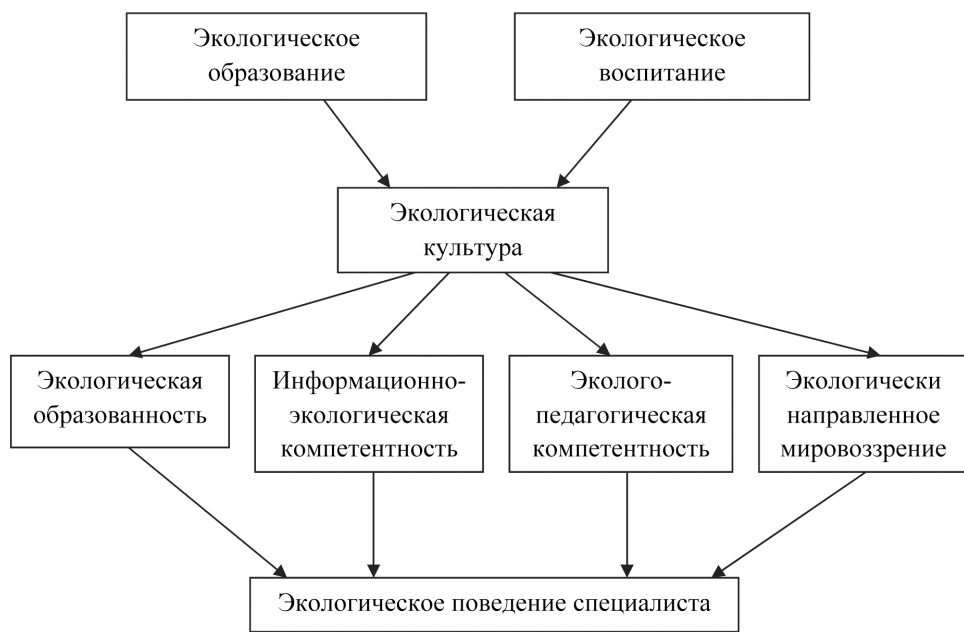 Экологическое
образование
Экологическое
воспитание
Экологическая
культура
Экологическая
образованность
Информационно-
экологическая
компетентность
Эколого-
педагогическая
компетентность
Экологически
направленное
мировоззрение
Экологическое поведение специалиста